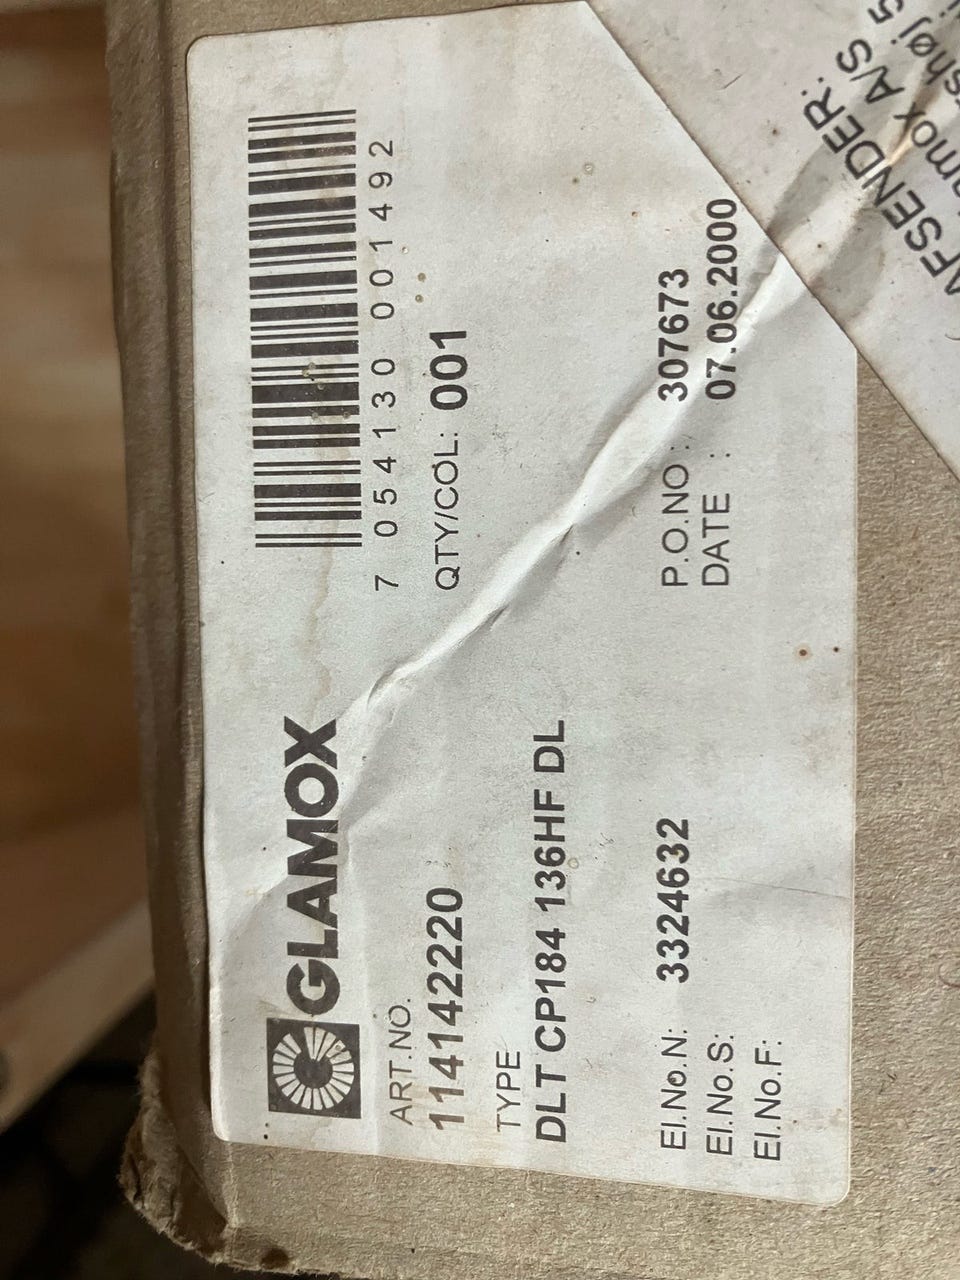 GLAMOX
7 054130 001492
ART.NO.
114142220
QTY/COL: 001
TYPE
DLT CP184 136HF DL
El.No.N: 3324632
El.No.S:
El.No.F:
P.O.NO : 307673
DATE : 07.06.2000
AFSENDER:
A/S